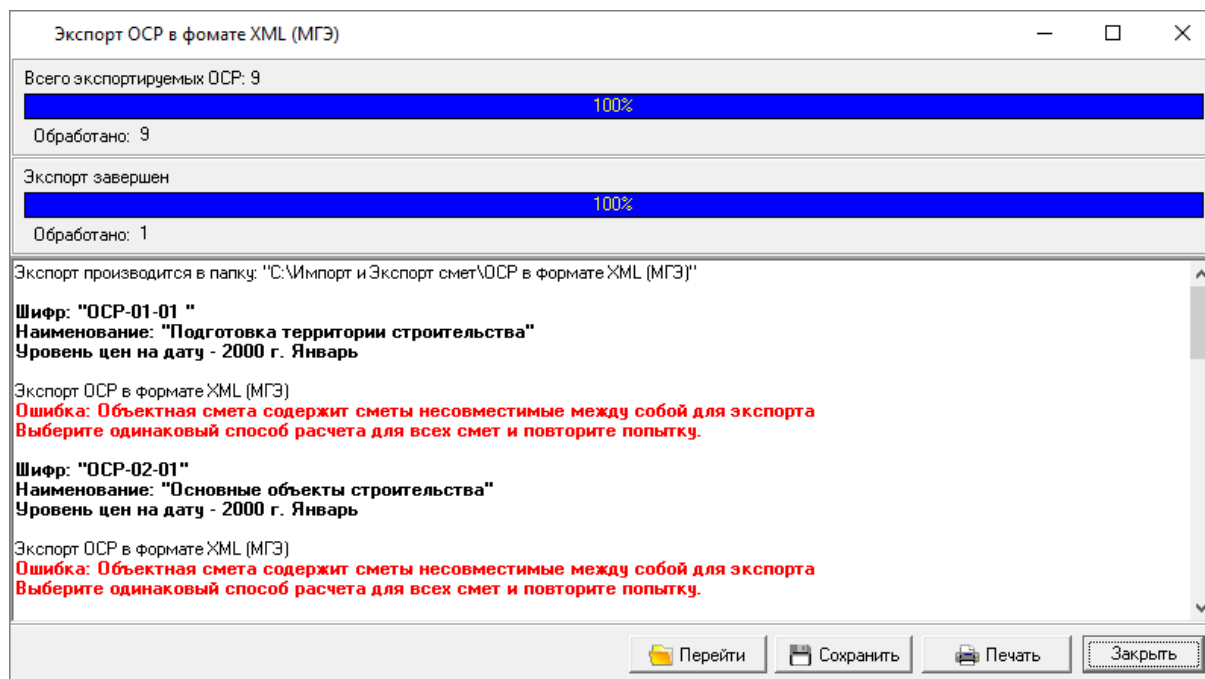 Экспорт ОСР в фомате XML (МГЭ)
Всего экспортируемых ОСР: 9
100%
Обработано: 9
Экспорт завершен
100%
Обработано: 1
Экспорт производится в папку: "C:\Импорт и Экспорт смет\ОСР в формате XML (МГЭ)"
Шифр: "ОСР-01-01 "
Наименование: "Подготовка территории строительства"
Уровень цен на дату - 2000 г. Январь
Экспорт ОСР в формате XML (МГЭ)
Ошибка: Объектная смета содержит сметы несовместимые между собой для экспорта
Выберите одинаковый способ расчета для всех смет и повторите попытку.
Шифр: "ОСР-02-01"
Наименование: "Основные объекты строительства"
Уровень цен на дату - 2000 г. Январь
Экспорт ОСР в формате XML (МГЭ)
Ошибка: Объектная смета содержит сметы несовместимые между собой для экспорта
Выберите одинаковый способ расчета для всех смет и повторите попытку.
Перейти Сохранить Печать Закрыть